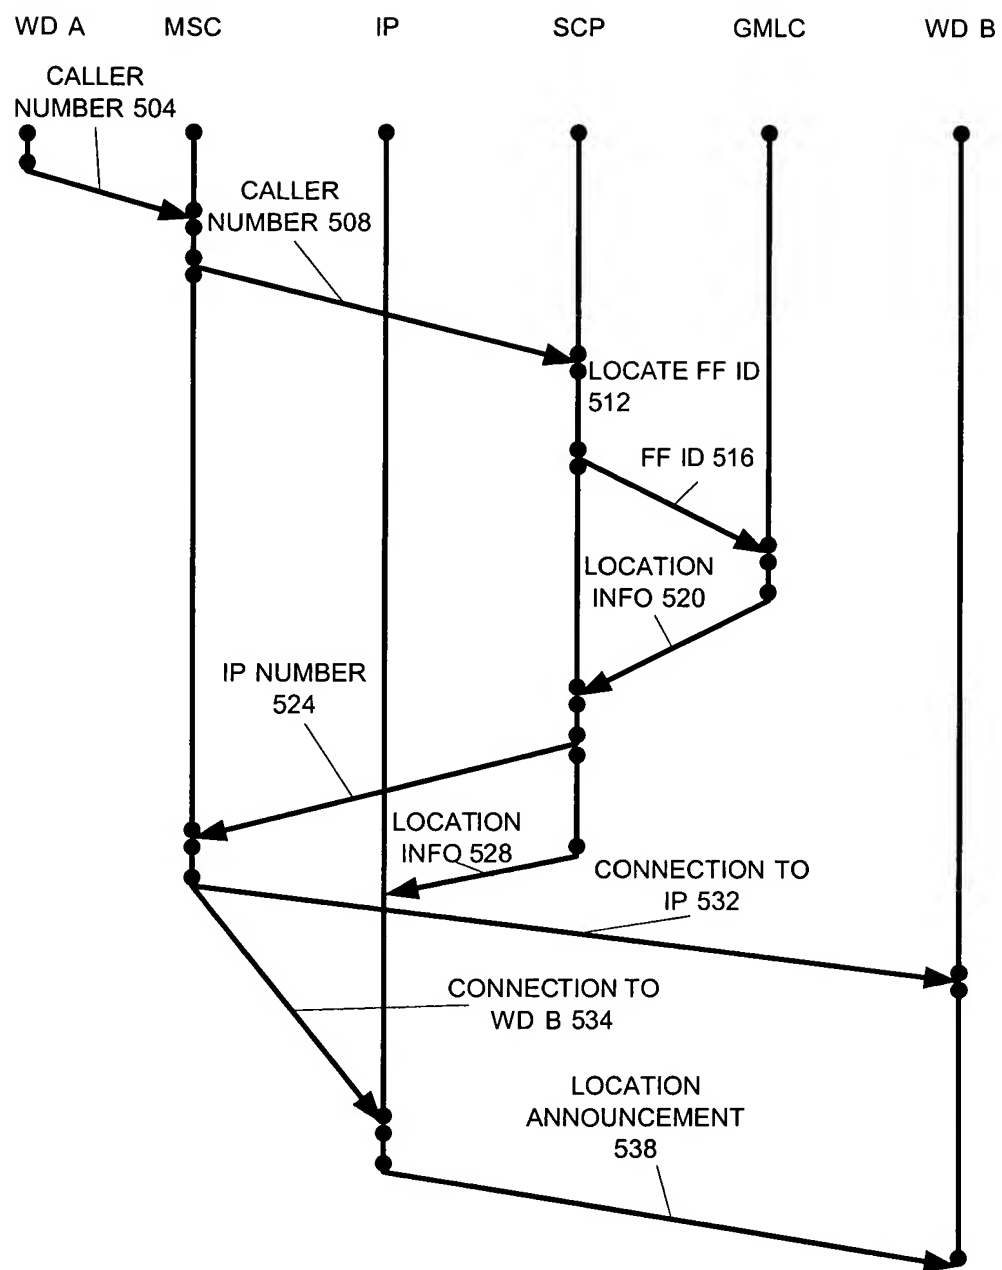 WD A MSC IP SCP GMLC WD B
CALLER
NUMBER 504
CALLER
NUMBER 508
LOCATE FF ID
512
FF ID 516
LOCATION
INFO 520
IP NUMBER
524
LOCATION
INFO 528
CONNECTION TO
IP 532
CONNECTION TO
WD B 534
LOCATION
ANNOUNCEMENT
538